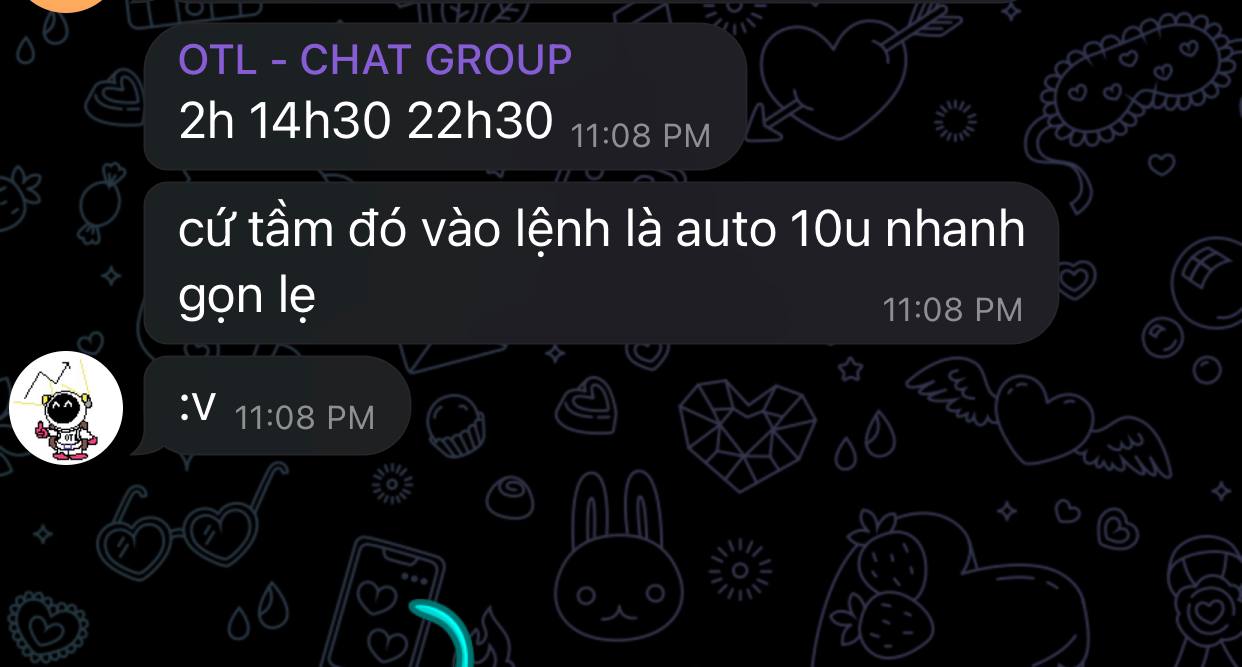 OTL - CHAT GROUP
2h 14h30 22h30 11:08 PM
cứ tầm đó vào lệnh là auto 10u nhanh
gọn lẹ 11:08 PM
:v 11:08 PM
OT